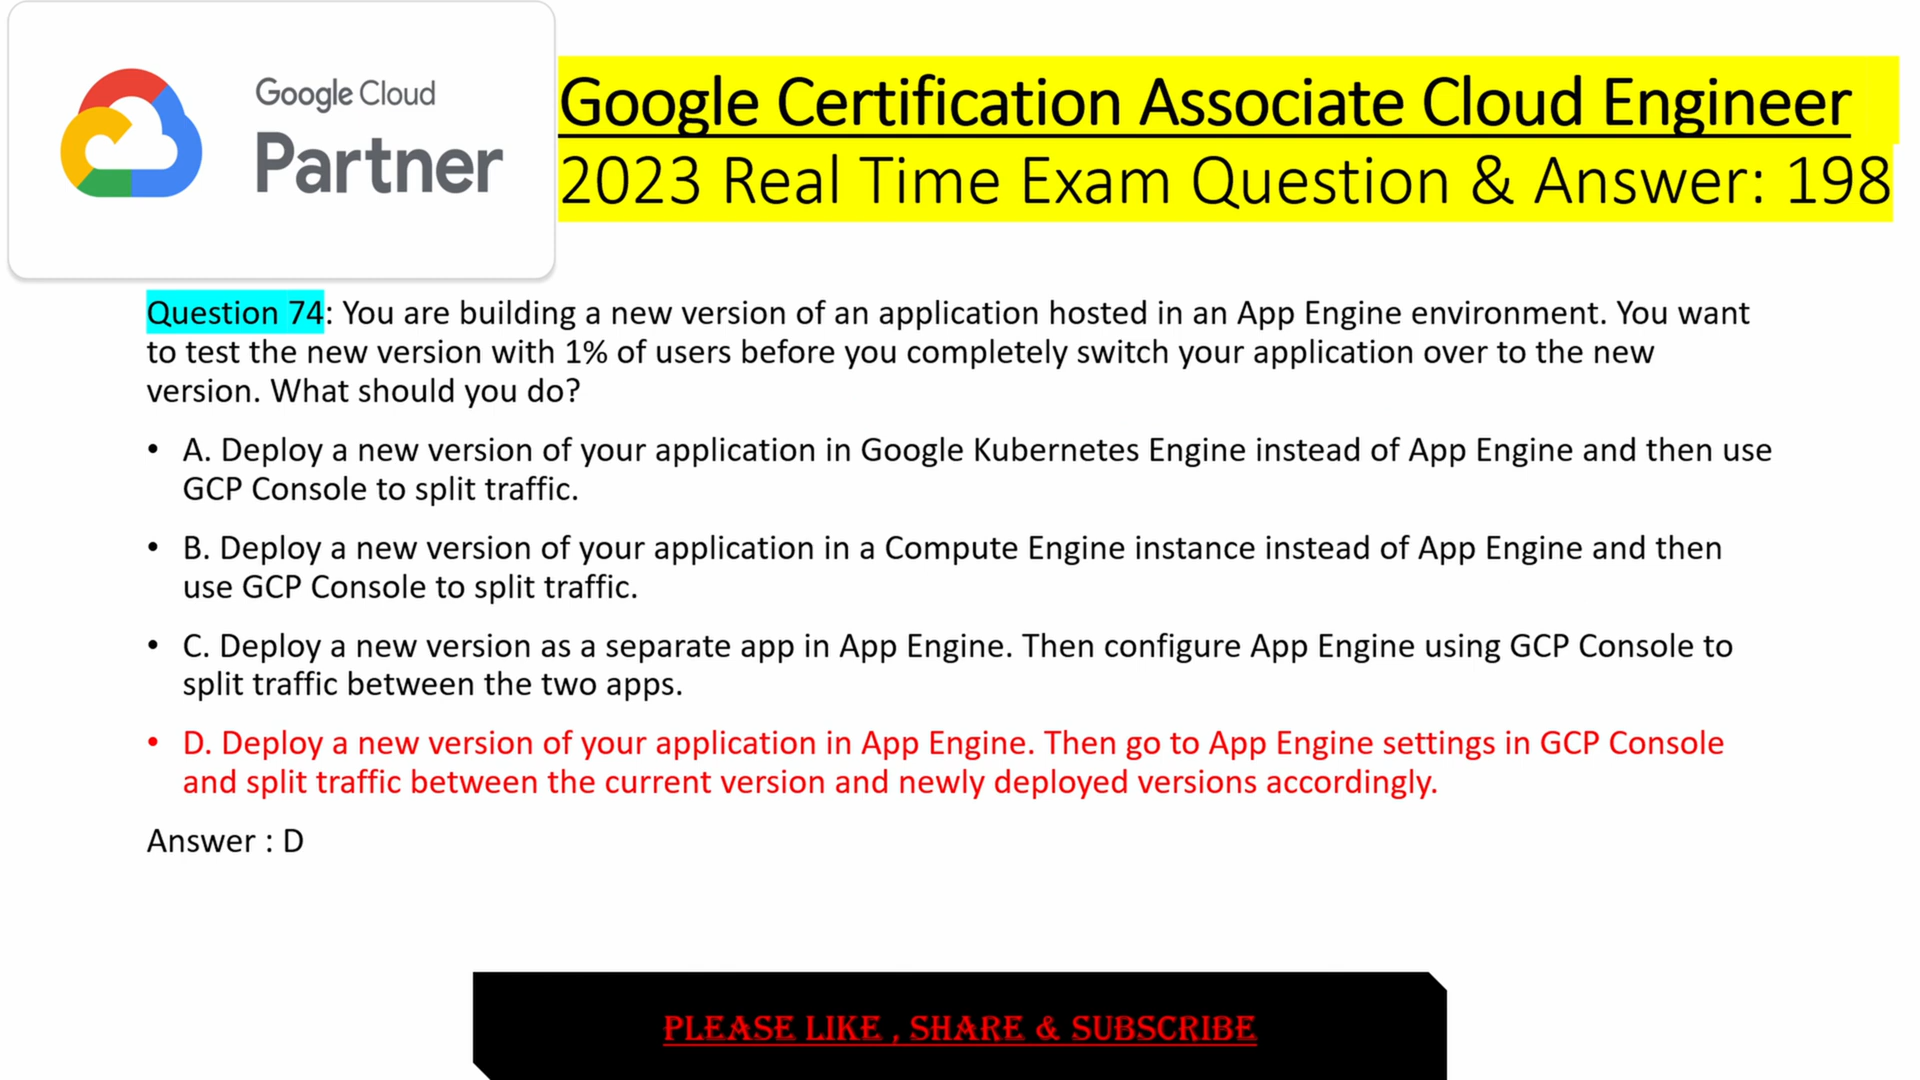 Google Cloud
Partner
Google Certification Associate Cloud Engineer
2023 Real Time Exam Question & Answer: 198
Question 74: You are building a new version of an application hosted in an App Engine environment. You want
to test the new version with 1% of users before you completely switch your application over to the new
version. What should you do?
• A. Deploy a new version of your application in Google Kubernetes Engine instead of App Engine and then use
GCP Console to split traffic.
• B. Deploy a new version of your application in a Compute Engine instance instead of App Engine and then
use GCP Console to split traffic.
• C. Deploy a new version as a separate app in App Engine. Then configure App Engine using GCP Console to
split traffic between the two apps.
• D. Deploy a new version of your application in App Engine. Then go to App Engine settings in GCP Console
and split traffic between the current version and newly deployed versions accordingly.
Answer : D
PLEASE LIKE , SHARE & SUBSCRIBE